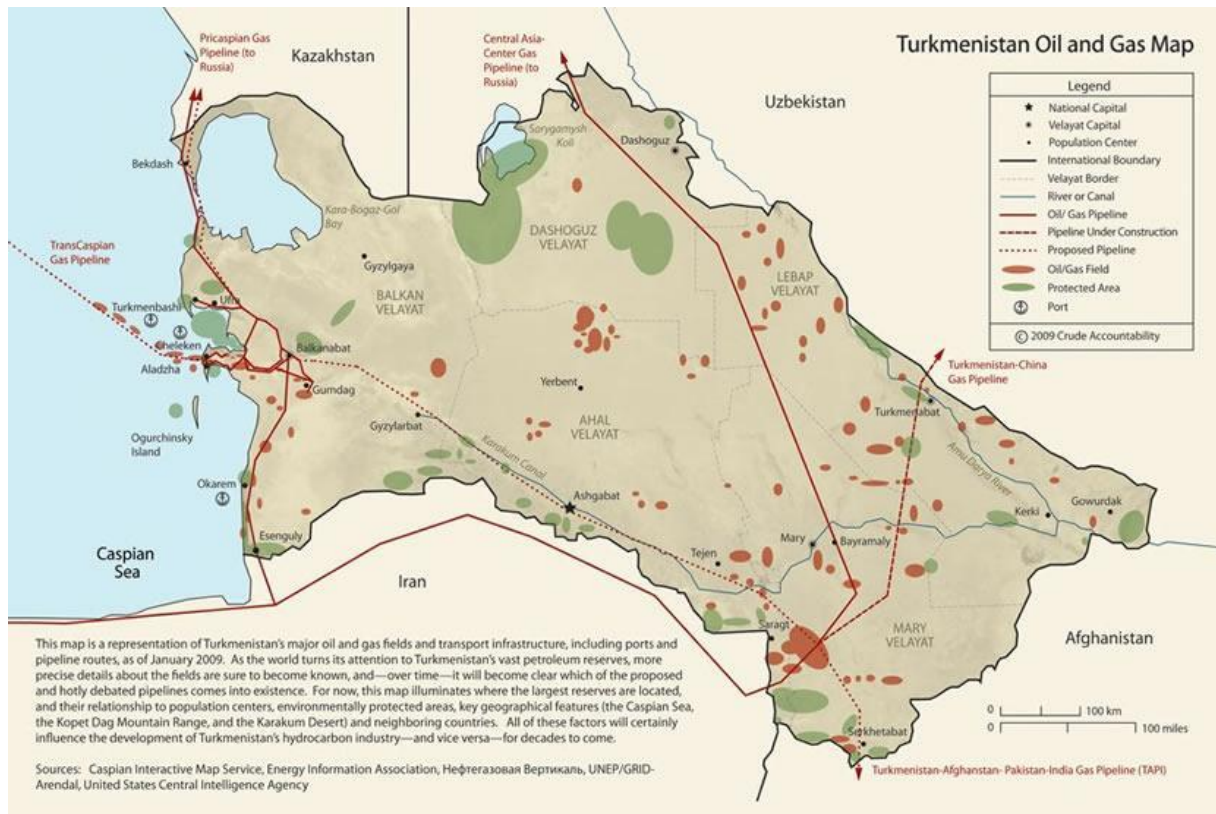 Turkmenistan Oil and Gas Map
Pricaspian Gas
Pipeline (to
Russia)
Kazakhstan
Central Asia-
Center Gas
Pipeline (to
Russia)
Uzbekistan
Legend
National Capital
Velayat Capital
Population Center
International Boundary
Velayat Border
River or Canal
Oil/ Gas Pipeline
Pipeline Under Construction
Proposed Pipeline
Oil/Gas Field
Protected Area
Port
© 2009 Crude Accountability
Bekdash
Sarygamysh
Koli
Dashoguz
Kara-Bogaz-Gol
Bay
TransCaspian
Gas Pipeline
DASHOGUZ
VELAYAT
Gyzylgaya
LEBAP
VELAYAT
BALKAN
VELAYAT
Turkmenbashi
Ufra
Cheleken
Balkanabat
Aladzha
Gumdag
Yerbent
Turkmenistan-China
Gas Pipeline
Turkmenabat
Gyzylarbat
AHAL
VELAYAT
Ogurchinsky
Island
Karakum Canal
Amu Darya River
Okarem
Ashgabat
Gowurdak
Kerki
Esenguly
Mary
Bayramaly
Caspian
Sea
Tejen
Iran
Saragt
MARY
VELAYAT
Afghanistan
This map is a representation of Turkmenistan's major oil and gas fields and transport infrastructure, including ports and
pipeline routes, as of January 2009. As the world turns its attention to Turkmenistan's vast petroleum reserves, more
precise details about the fields are sure to become known, and—over time—it will become clear which of the proposed
and hotly debated pipelines comes into existence. For now, this map illuminates where the largest reserves are located,
and their relationship to population centers, environmentally protected areas, key geographical features (the Caspian Sea,
the Kopet Dag Mountain Range, and the Karakum Desert) and neighboring countries. All of these factors will certainly
influence the development of Turkmenistan's hydrocarbon industry—and vice versa—for decades to come.
0 100 km
0 100 miles
Serkhetabat
Sources: Caspian Interactive Map Service, Energy Information Association, Нефтегазовая Вертикаль, UNEP/GRID-
Arendal, United States Central Intelligence Agency
Turkmenistan-Afghanstan- Pakistan-India Gas Pipeline (TAPI)